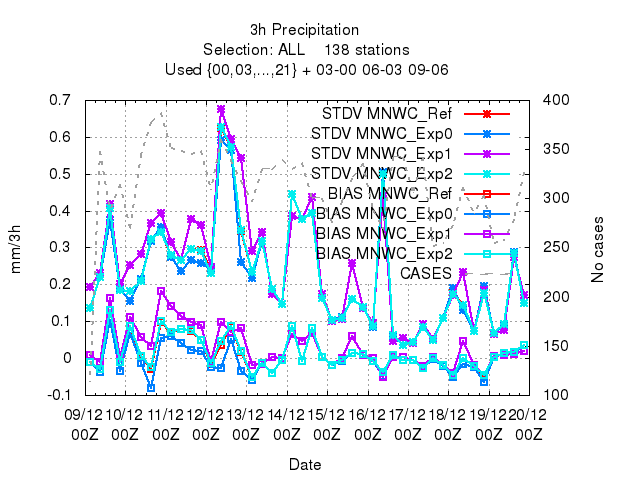 3h Precipitation
Selection: ALL    138 stations
Used {00,03,...,21} + 03-00 06-03 09-06
STDV MNWC_Ref
STDV MNWC_Exp0
STDV MNWC_Exp1
STDV MNWC_Exp2
BIAS MNWC_Ref
BIAS MNWC_Exp0
BIAS MNWC_Exp1
BIAS MNWC_Exp2
CASES
0.7
0.6
0.5
0.4
0.3
0.2
0.1
0
-0.1
mm/3h
400
350
300
250
200
150
100
No cases
09/12 10/12 11/12 12/12 13/12 14/12 15/12 16/12 17/12 18/12 19/12 20/12
00Z 00Z 00Z 00Z 00Z 00Z 00Z 00Z 00Z 00Z 00Z 00Z
Date